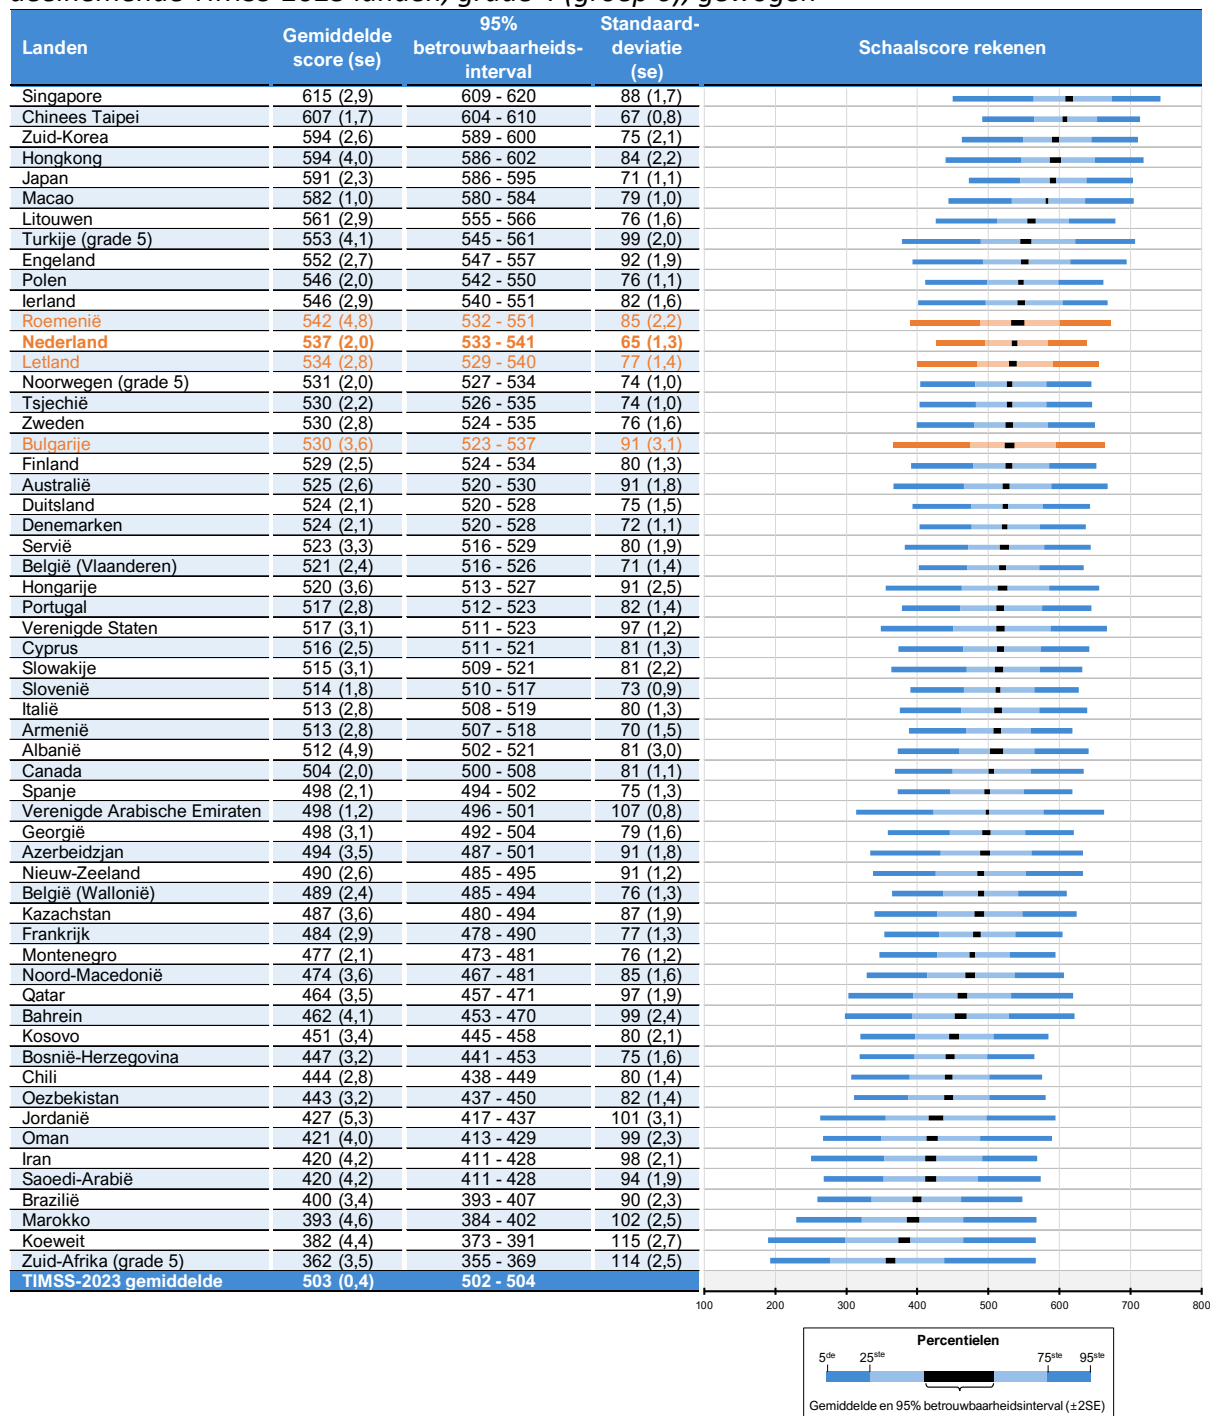 deelnemende TIMSS-2023-landen, grade 4 (groep 6), gewogen
Landen Gemiddelde score (se) 95% betrouwbaarheids-interval Standaard-deviatie (se) Schaalscore rekenen
Singapore 615 (2,9) 609 - 620 88 (1,7)
Chinees Taipei 607 (1,7) 604 - 610 67 (0,8)
Zuid-Korea 594 (2,6) 589 - 600 75 (2,1)
Hongkong 594 (4,0) 586 - 602 84 (2,2)
Japan 591 (2,3) 586 - 595 71 (1,1)
Macao 582 (1,0) 580 - 584 79 (1,0)
Litouwen 561 (2,9) 555 - 566 76 (1,6)
Turkije (grade 5) 553 (4,1) 545 - 561 99 (2,0)
Engeland 552 (2,7) 547 - 557 92 (1,9)
Polen 546 (2,0) 542 - 550 76 (1,1)
Ierland 546 (2,9) 540 - 551 82 (1,6)
Roemenië 542 (4,8) 532 - 551 85 (2,2)
Nederland 537 (2,0) 533 - 541 65 (1,3)
Letland 534 (2,8) 529 - 540 77 (1,4)
Noorwegen (grade 5) 531 (2,0) 527 - 534 74 (1,0)
Tsjechië 530 (2,2) 526 - 535 74 (1,0)
Zweden 530 (2,8) 524 - 535 76 (1,6)
Bulgarije 530 (3,6) 523 - 537 91 (3,1)
Finland 529 (2,5) 524 - 534 80 (1,3)
Australië 525 (2,6) 520 - 530 91 (1,8)
Duitsland 524 (2,1) 520 - 528 75 (1,5)
Denemarken 524 (2,1) 520 - 528 72 (1,1)
Servië 523 (3,3) 516 - 529 80 (1,9)
België (Vlaanderen) 521 (2,4) 516 - 526 71 (1,4)
Hongarije 520 (3,6) 513 - 527 91 (2,5)
Portugal 517 (2,8) 512 - 523 82 (1,4)
Verenigde Staten 517 (3,1) 511 - 523 97 (1,2)
Cyprus 516 (2,5) 511 - 521 81 (1,3)
Slowakije 515 (3,1) 509 - 521 81 (2,2)
Slovenië 514 (1,8) 510 - 517 73 (0,9)
Italië 513 (2,8) 508 - 519 80 (1,3)
Armenië 513 (2,8) 507 - 518 70 (1,5)
Albanië 512 (4,9) 502 - 521 81 (3,0)
Canada 504 (2,0) 500 - 508 81 (1,1)
Spanje 498 (2,1) 494 - 502 75 (1,3)
Verenigde Arabische Emiraten 498 (1,2) 496 - 501 107 (0,8)
Georgië 498 (3,1) 492 - 504 79 (1,6)
Azerbeidzjan 494 (3,5) 487 - 501 91 (1,8)
Nieuw-Zeeland 490 (2,6) 485 - 495 91 (1,2)
België (Wallonië) 489 (2,4) 485 - 494 76 (1,3)
Kazachstan 487 (3,6) 480 - 494 87 (1,9)
Frankrijk 484 (2,9) 478 - 490 77 (1,3)
Montenegro 477 (2,1) 473 - 481 76 (1,2)
Noord-Macedonië 474 (3,6) 467 - 481 85 (1,6)
Qatar 464 (3,5) 457 - 471 97 (1,9)
Bahrein 462 (4,1) 453 - 470 99 (2,4)
Kosovo 451 (3,4) 445 - 458 80 (2,1)
Bosnië-Herzegovina 447 (3,2) 441 - 453 75 (1,6)
Chili 444 (2,8) 438 - 449 80 (1,4)
Oezbekistan 443 (3,2) 437 - 450 82 (1,4)
Jordanië 427 (5,3) 417 - 437 101 (3,1)
Oman 421 (4,0) 413 - 429 99 (2,3)
Iran 420 (4,2) 411 - 428 98 (2,1)
Saoedi-Arabië 420 (4,2) 411 - 428 94 (1,9)
Brazilië 400 (3,4) 393 - 407 90 (2,3)
Marokko 393 (4,6) 384 - 402 102 (2,5)
Koeweit 382 (4,4) 373 - 391 115 (2,7)
Zuid-Afrika (grade 5) 362 (3,5) 355 - 369 114 (2,5)
TIMSS-2023 gemiddelde 503 (0,4) 502 - 504
100 200 300 400 500 600 700 800
Percentielen
5de 25ste 75ste 95ste
Gemiddelde en 95% betrouwbaarheidsinterval (±2SE)